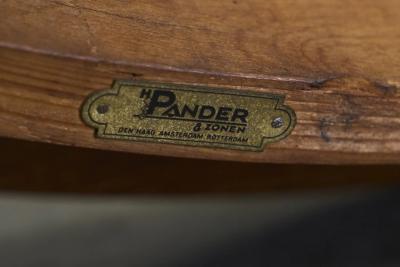 H PANDER
& ZONEN
DEN HAAG AMSTERDAM ROTTERDAM